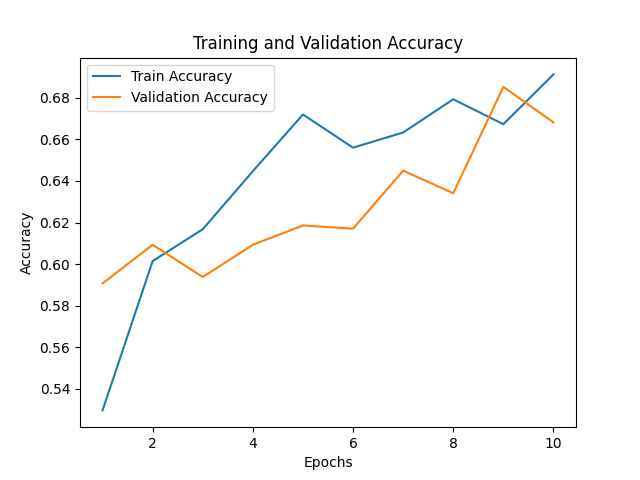 Training and Validation Accuracy
Train Accuracy
Validation Accuracy
0.68
0.66
0.64
0.62
0.60
0.58
0.56
0.54
Accuracy
2 4 6 8 10
Epochs